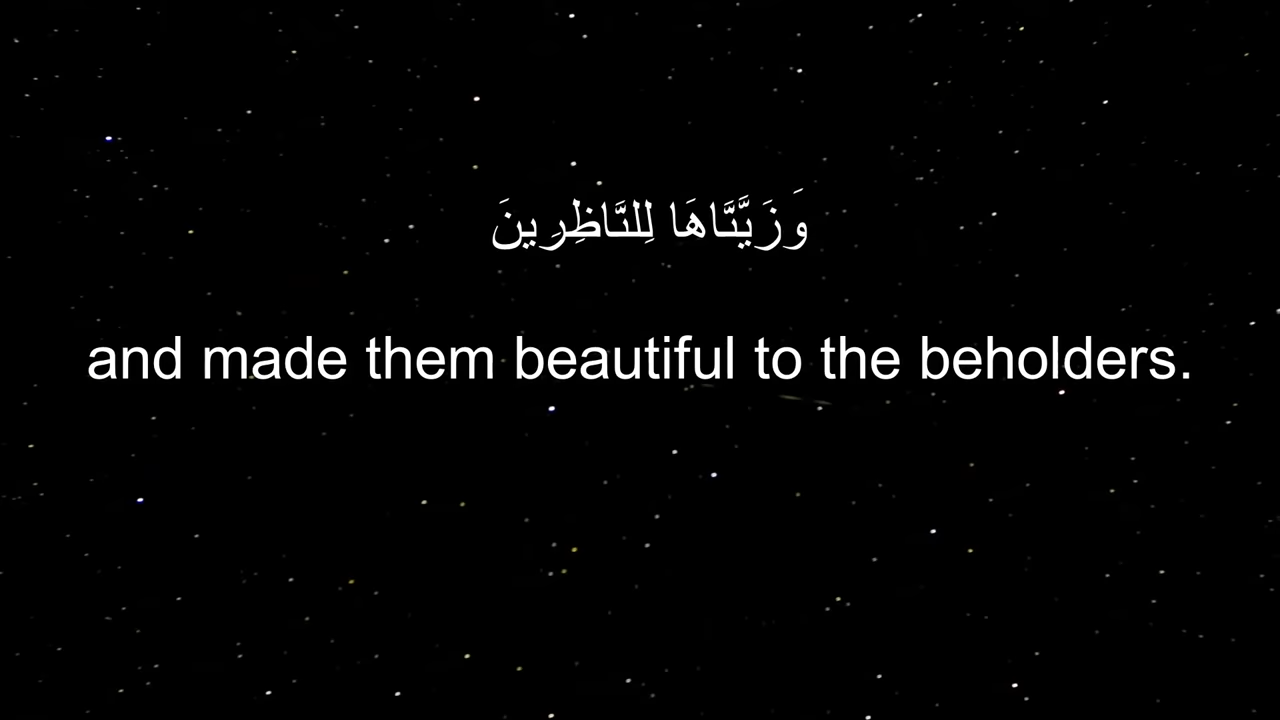 وَزَيَّنَّاهَا لِلنَّاظِرِينَ
and made them beautiful to the beholders.